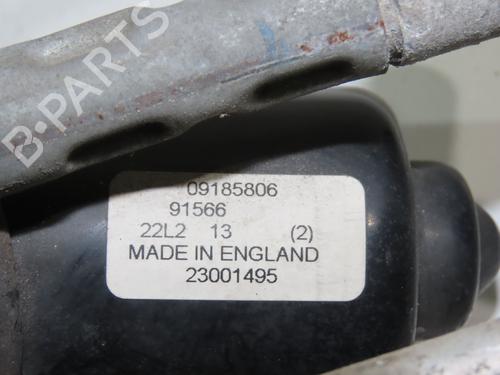 B-PARTS
09185806
91566
22L2 13 (2)
MADE IN ENGLAND
23001495